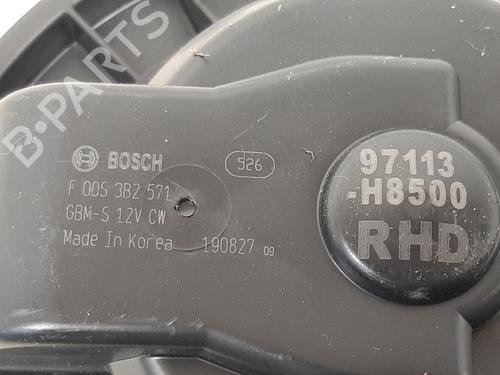 B-PARTS
BOSCH
526
F 00S 3B2 571
GBM-S 12V CW
Made In Korea 190827 09
97113
-H8500
RHD